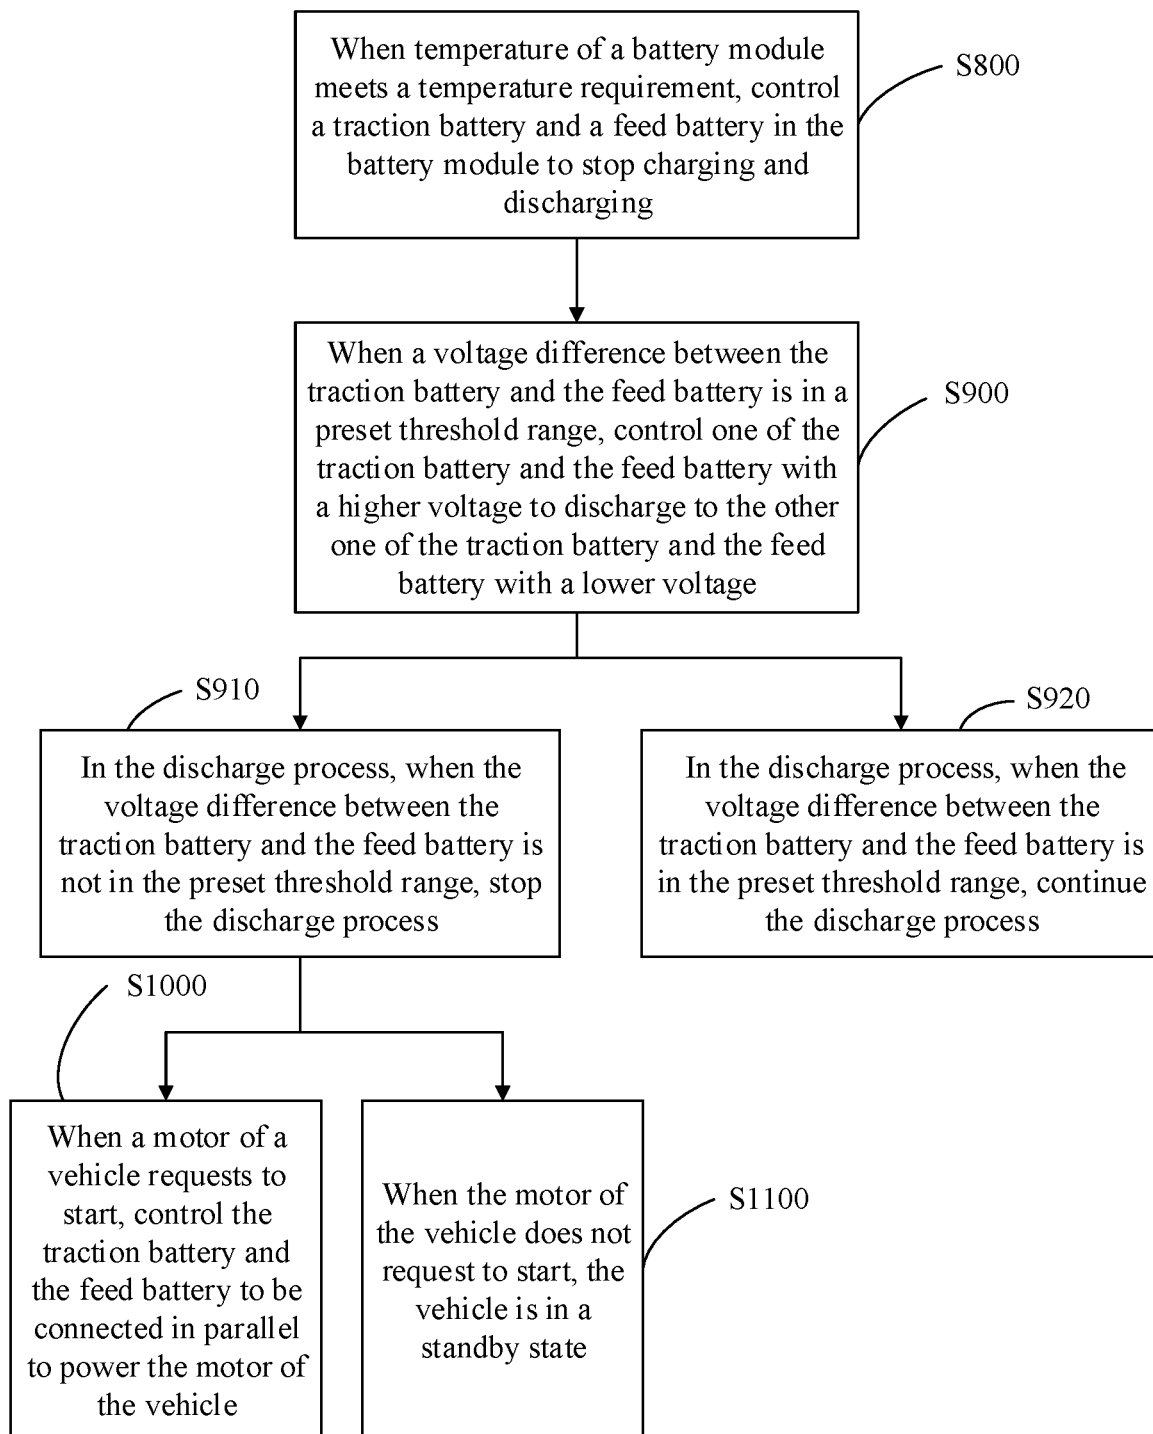 When temperature of a battery module
meets a temperature requirement, control
a traction battery and a feed battery in the
battery module to stop charging and
discharging
S800
When a voltage difference between the
traction battery and the feed battery is in a
preset threshold range, control one of the
traction battery and the feed battery with
a higher voltage to discharge to the other
one of the traction battery and the feed
battery with a lower voltage
S900
S910
In the discharge process, when the
voltage difference between the
traction battery and the feed battery is
not in the preset threshold range, stop
the discharge process
S920
In the discharge process, when the
voltage difference between the
traction battery and the feed battery is
in the preset threshold range, continue
the discharge process
S1000
When a motor of a
vehicle requests to
start, control the
traction battery and
the feed battery to be
connected in parallel
to power the motor of
the vehicle
When the motor of
the vehicle does not
request to start, the
vehicle is in a
standby state
S1100